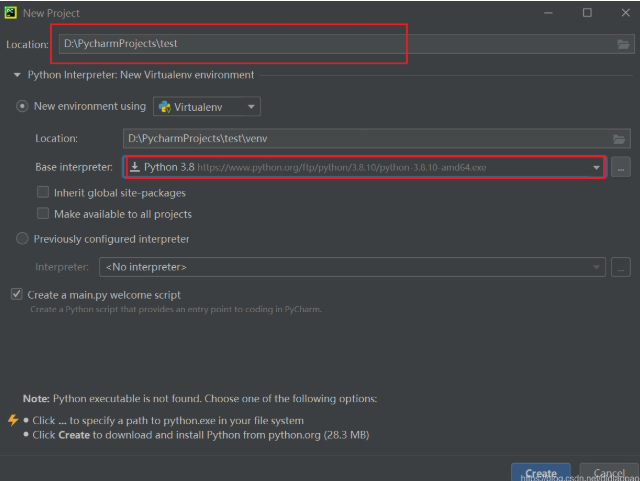 New Project
Location: D:\PycharmProjects\test
Python Interpreter: New Virtualenv environment
New environment using Virtualenv
Location: D:\PycharmProjects\test\venv
Base interpreter: Python 3.8 https://www.python.org/ftp/python/3.8.10/python-3.8.10-amd64.exe ...
Inherit global site-packages
Make available to all projects
Previously configured interpreter
Interpreter: <No interpreter> ...
Create a main.py welcome script
Create a Python script that provides an entry point to coding in PyCharm.
Note: Python executable is not found. Choose one of the following options:
• Click ... to specify a path to python.exe in your file system
• Click Create to download and install Python from python.org (28.3 MB)
Create Cancel